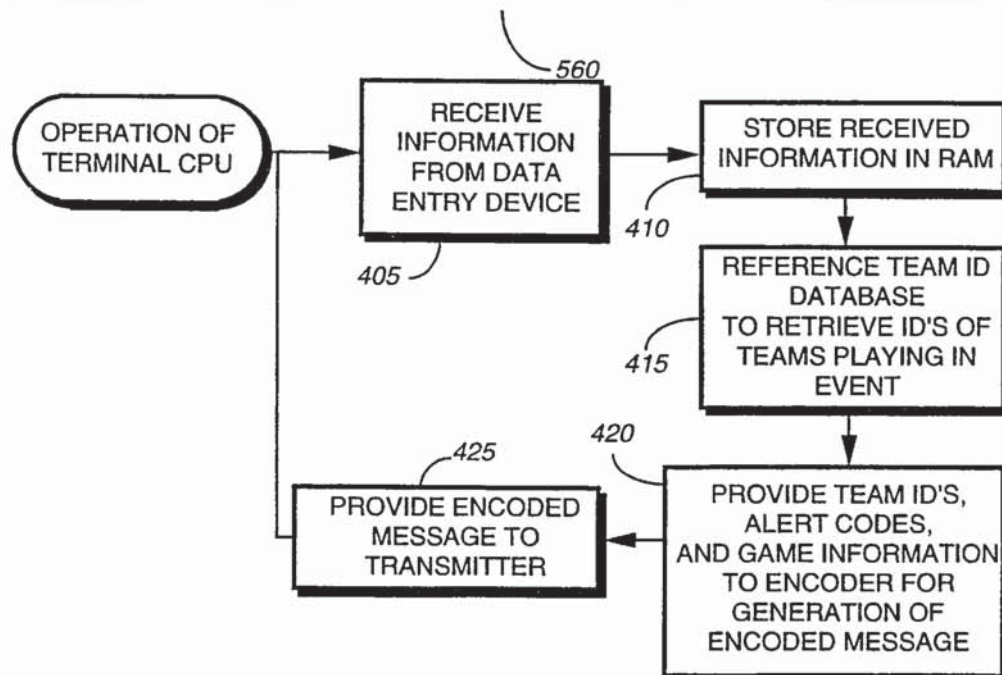 560
OPERATION OF
TERMINAL CPU
RECEIVE
INFORMATION
FROM DATA
ENTRY DEVICE
405
STORE RECEIVED
INFORMATION IN RAM
410
REFERENCE TEAM ID
DATABASE
TO RETRIEVE ID'S OF
TEAMS PLAYING IN
EVENT
415
420
PROVIDE TEAM ID'S,
ALERT CODES,
AND GAME INFORMATION
TO ENCODER FOR
GENERATION OF
ENCODED MESSAGE
425
PROVIDE ENCODED
MESSAGE TO
TRANSMITTER